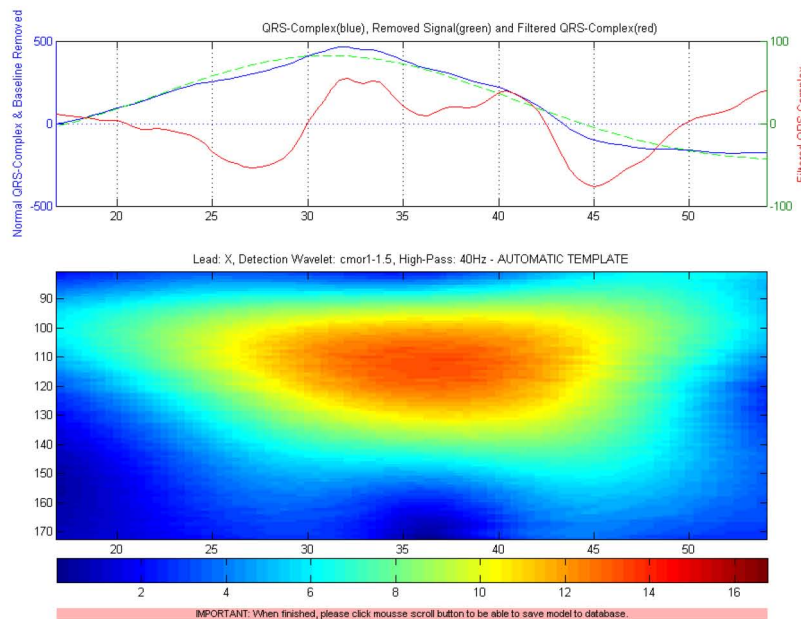 QRS-Complex(blue), Removed Signal(green) and Filtered QRS-Complex(red)
Normal QRS-Complex & Baseline Removed
500
0
-500
100
0
-100
Filtered QRS-Complex
20 25 30 35 40 45 50
Lead: X, Detection Wavelet: cmor1-1.5, High-Pass: 40Hz - AUTOMATIC TEMPLATE
90
100
110
120
130
140
150
160
170
20 25 30 35 40 45 50
2 4 6 8 10 12 14 16
IMPORTANT: When finished, please click mousse scroll button to be able to save model to database.